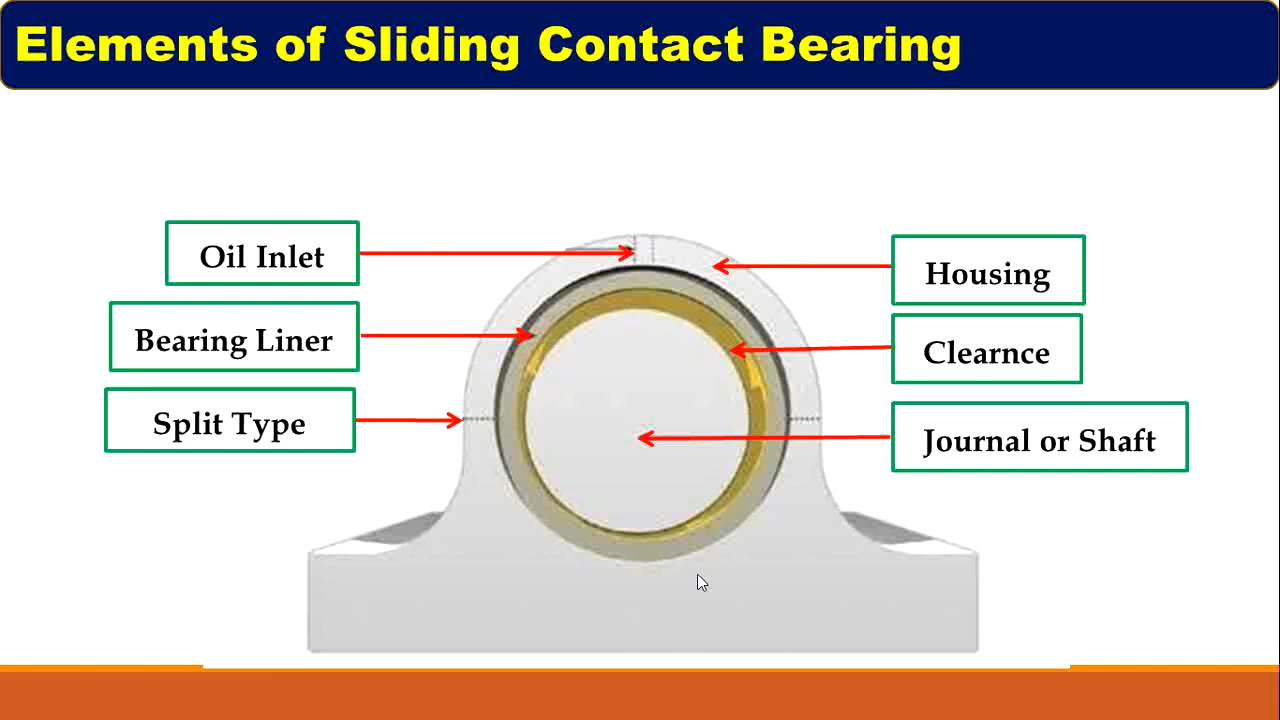 Elements of Sliding Contact Bearing
Oil Inlet
Bearing Liner
Split Type
Housing
Clearnce
Journal or Shaft